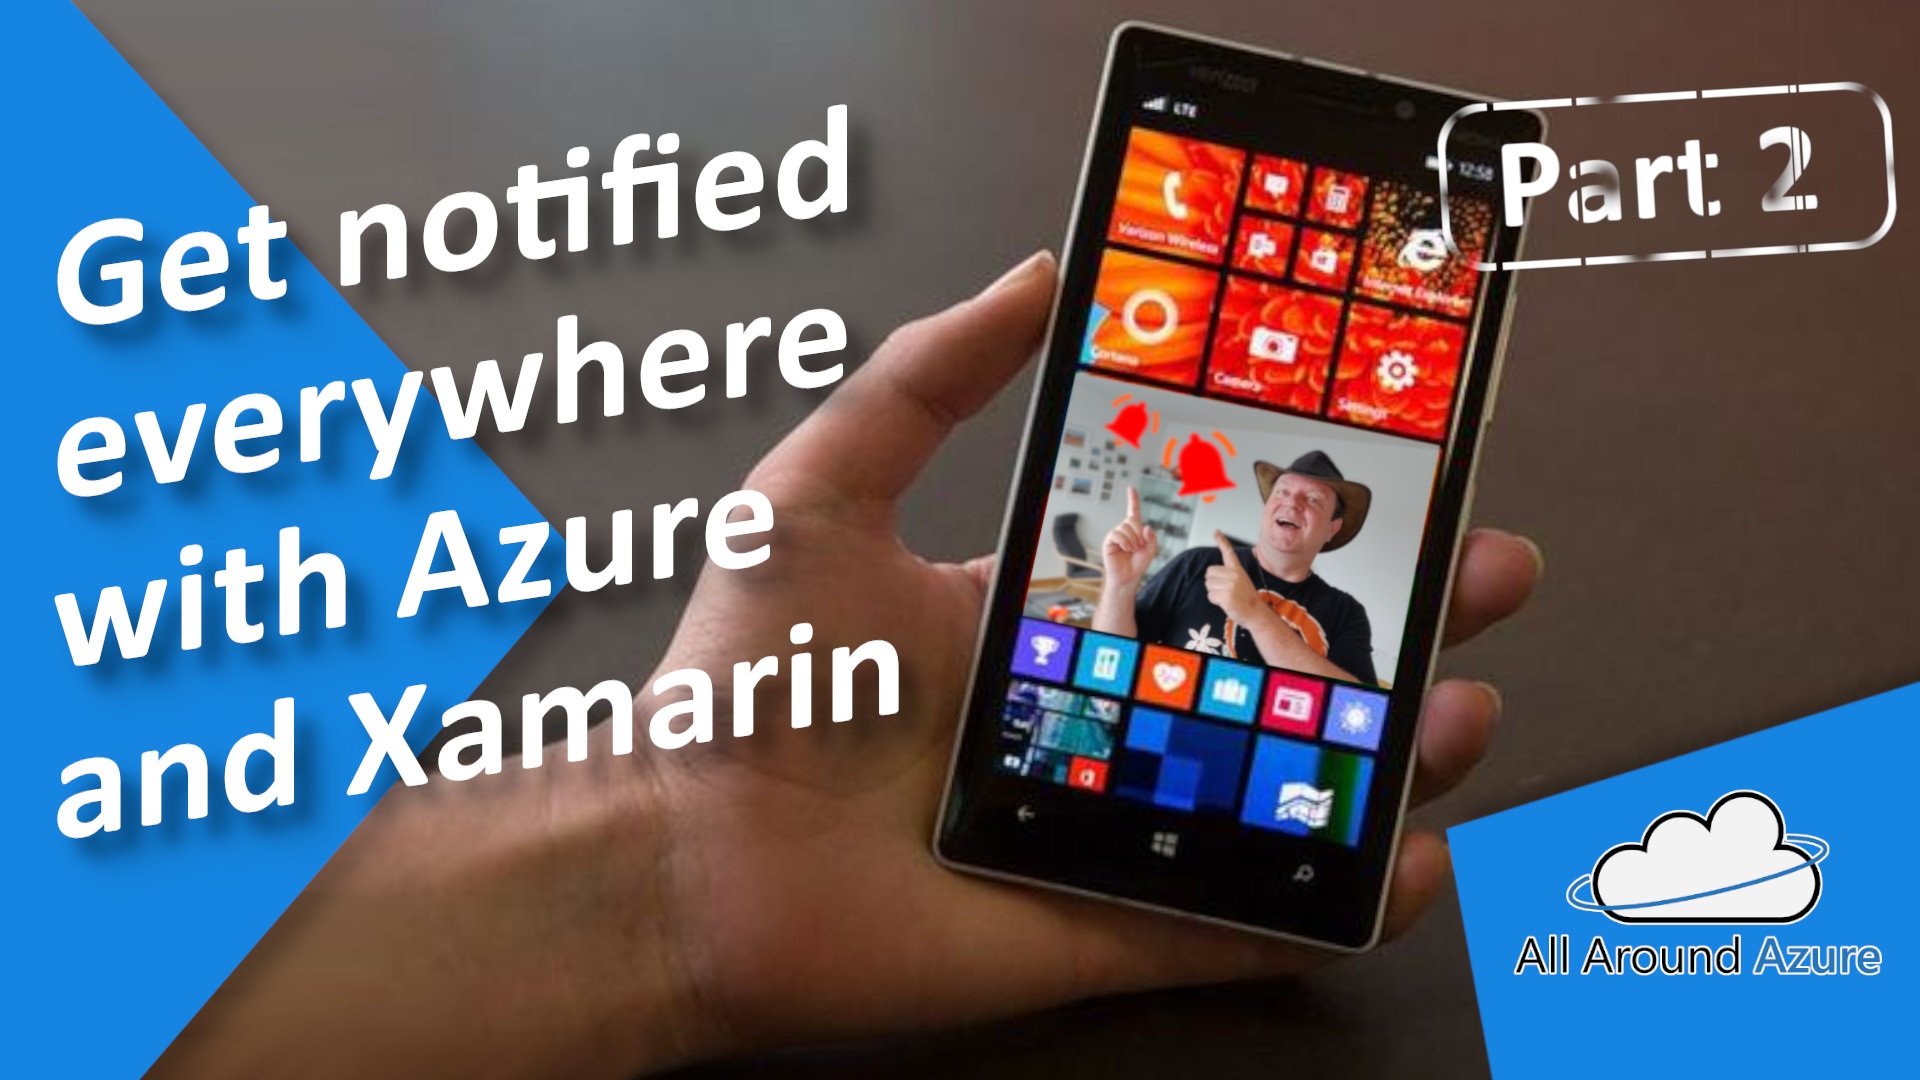 Get notified
everywhere
with Azure
and Xamarin
Part 2
verizon
LTE
12:58
Verizon Wireless
Internet Explorer
Cortana
Camera
Settings
All Around Azure